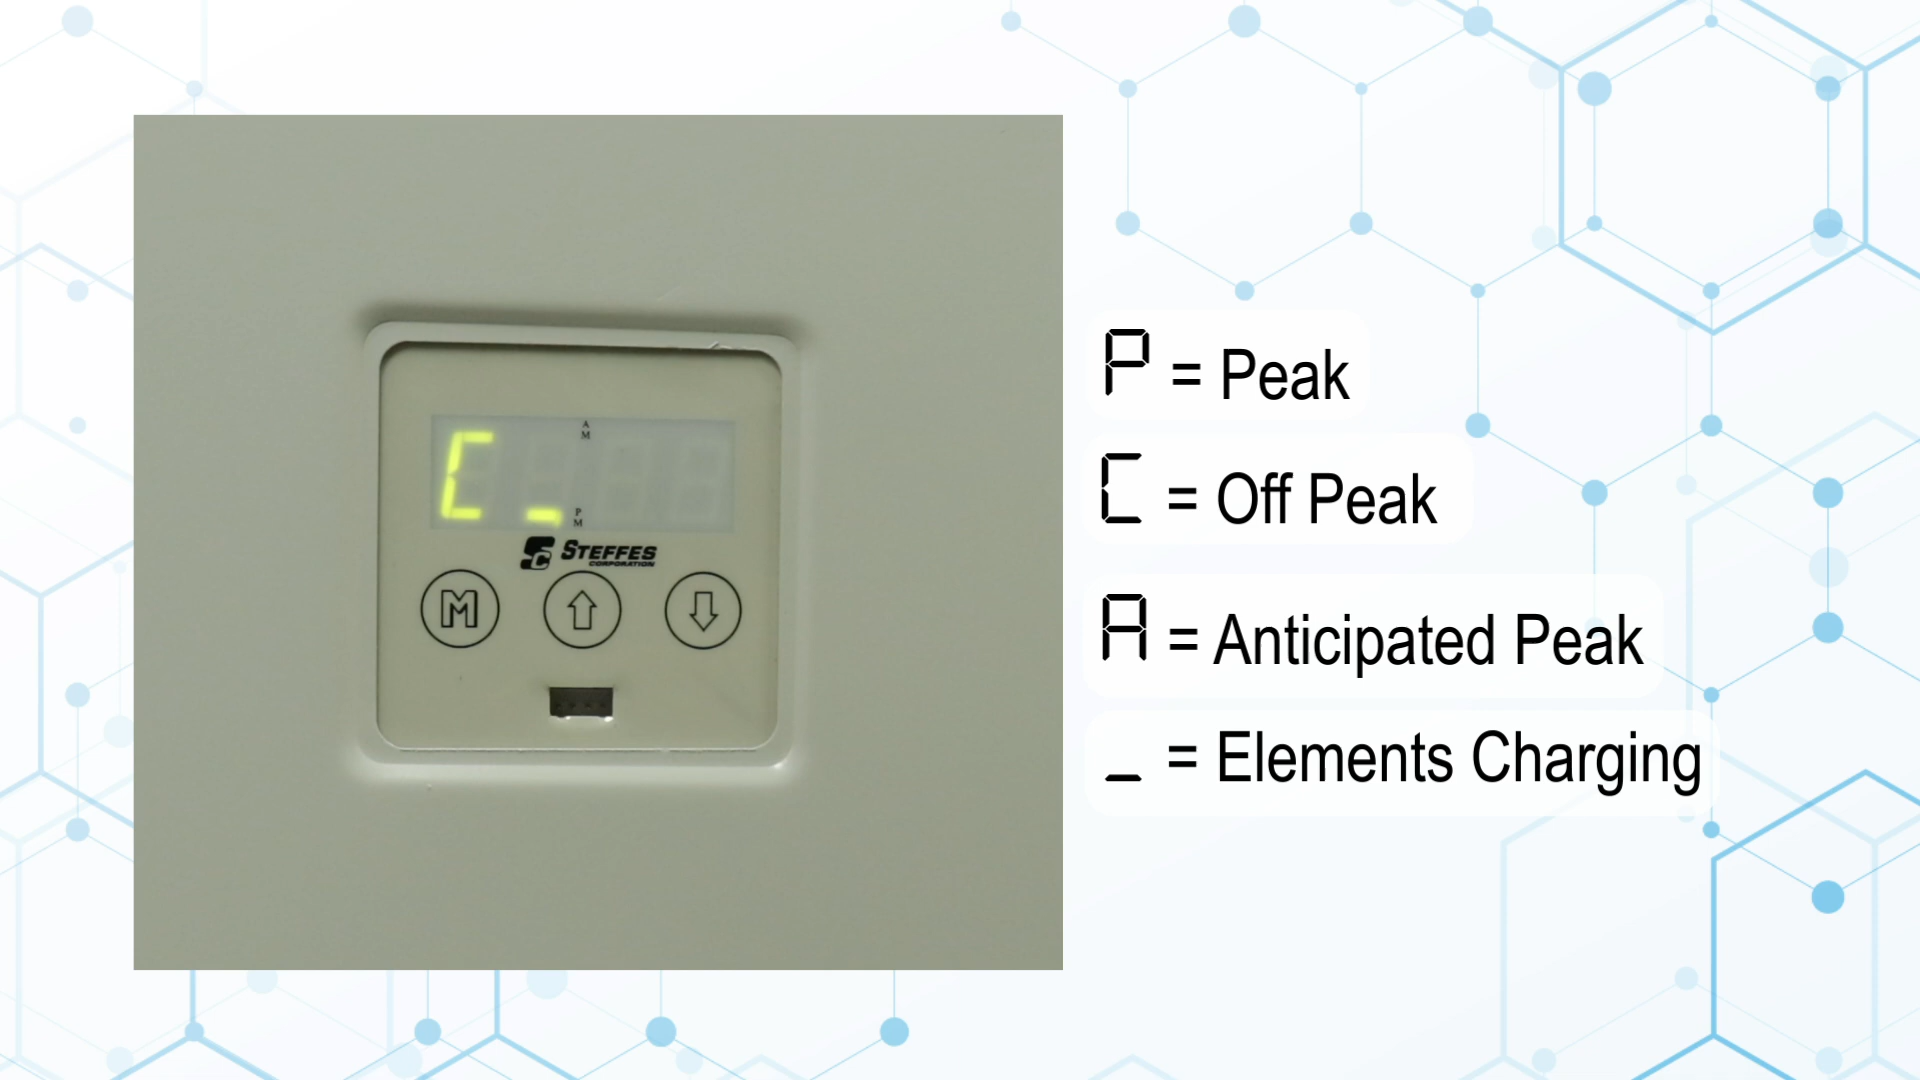 C _
A
M
P
M
STEFFES
CORPORATION
M
P = Peak
C = Off Peak
A = Anticipated Peak
_ = Elements Charging